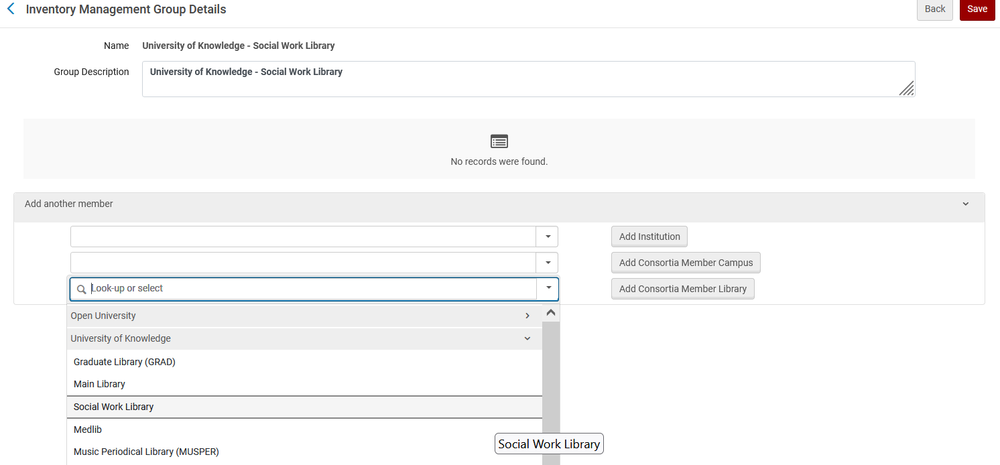 Inventory Management Group Details
Back
Save
Name
University of Knowledge - Social Work Library
Group Description
University of Knowledge - Social Work Library
No records were found.
Add another member
Add Institution
Add Consortia Member Campus
Look-up or select
Add Consortia Member Library
Open University
University of Knowledge
Graduate Library (GRAD)
Main Library
Social Work Library
Medlib
Social Work Library
Music Periodical Library (MUSPER)